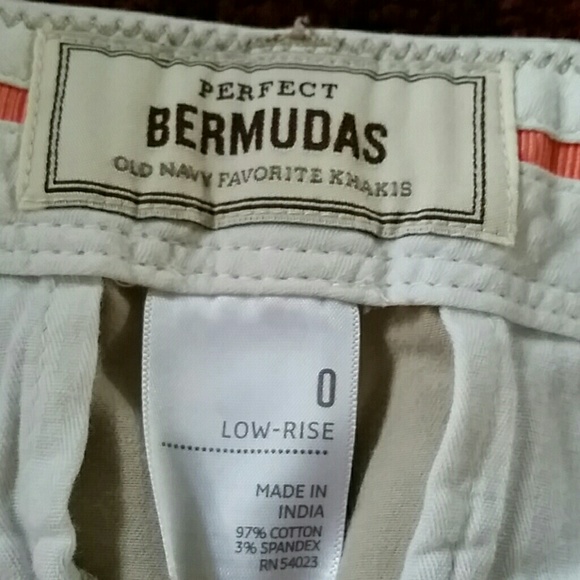 PERFECT
BERMUDAS
OLD NAVY FAVORITE KHAKIS
0
LOW-RISE
MADE IN
INDIA
97% COTTON
3% SPANDEX
RN 54023